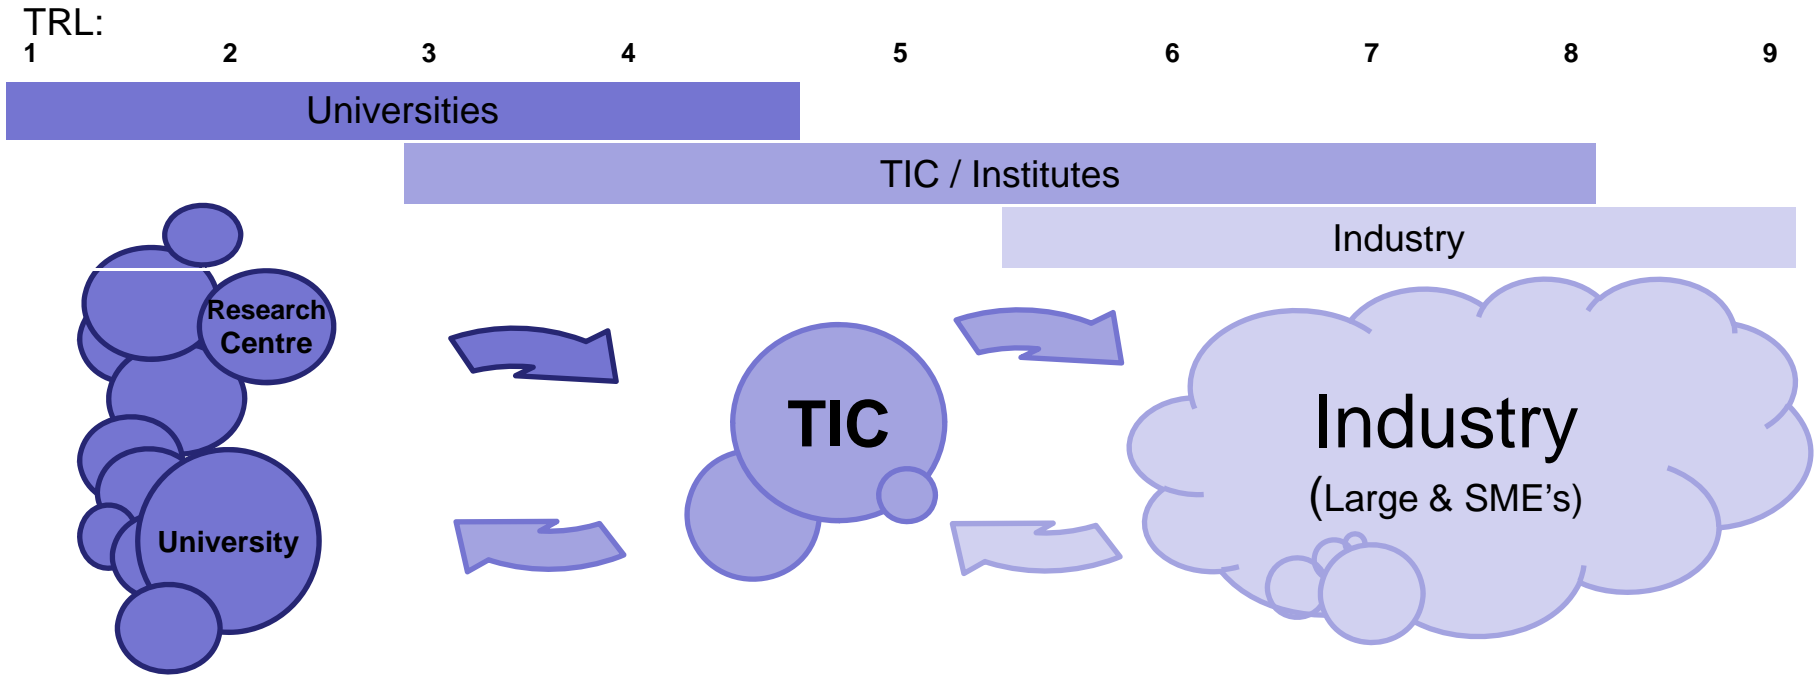 TRL:
1 2 3 4 5 6 7 8 9
Universities
TIC / Institutes
Industry
Research
Centre
TIC
Industry
(Large & SME’s)
University